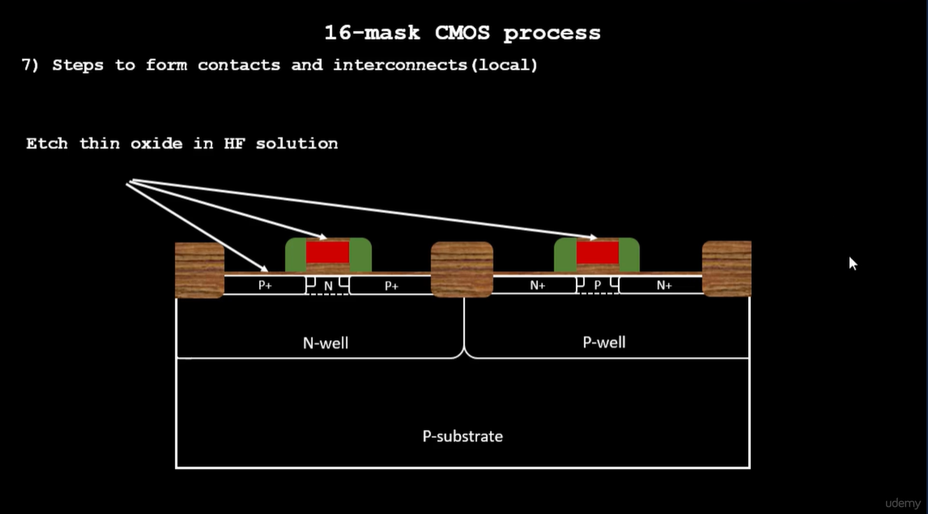 16-mask CMOS process
7) Steps to form contacts and interconnects(local)
Etch thin oxide in HF solution
P+ N P+ N+ P N+
N-well P-well
P-substrate
udemy